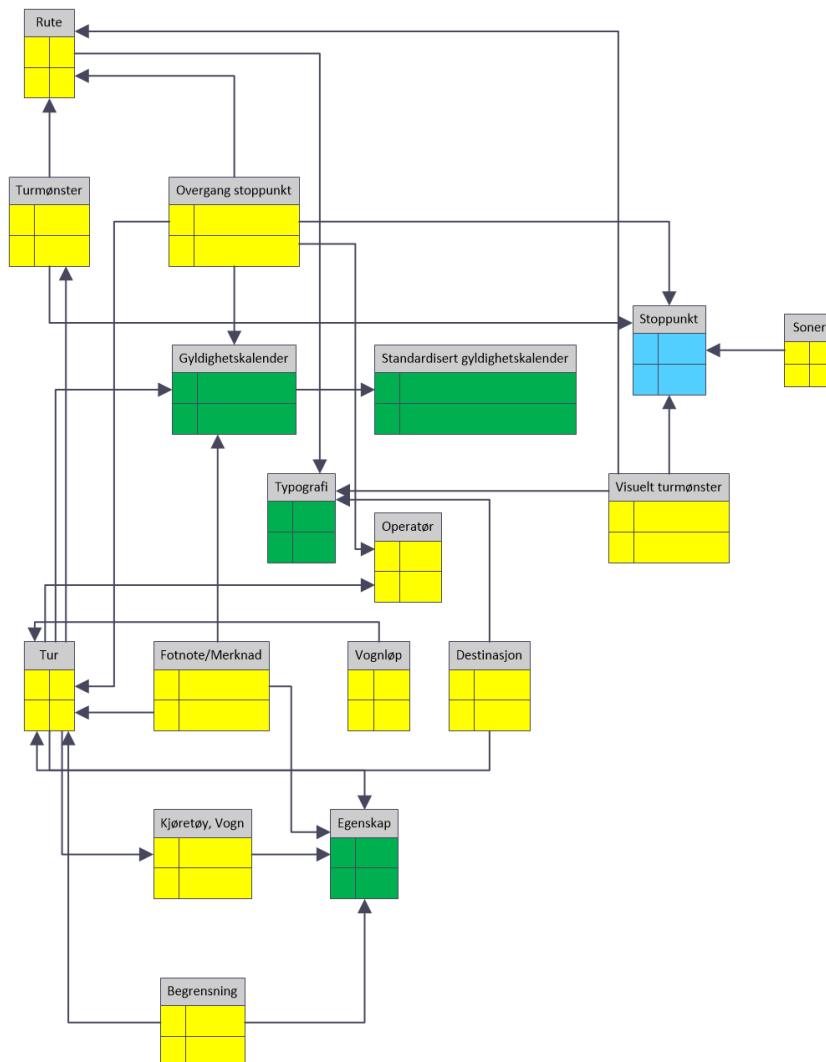 Rute
Turmønster
Overgang stoppunkt
Stoppunkt
Soner
Gyldighetskalender
Standardisert gyldighetskalender
Typografi
Visuelt turmønster
Operatør
Tur
Fotnote/Merknad
Vognløp
Destinasjon
Kjøretøy, Vogn
Egenskap
Begrensning